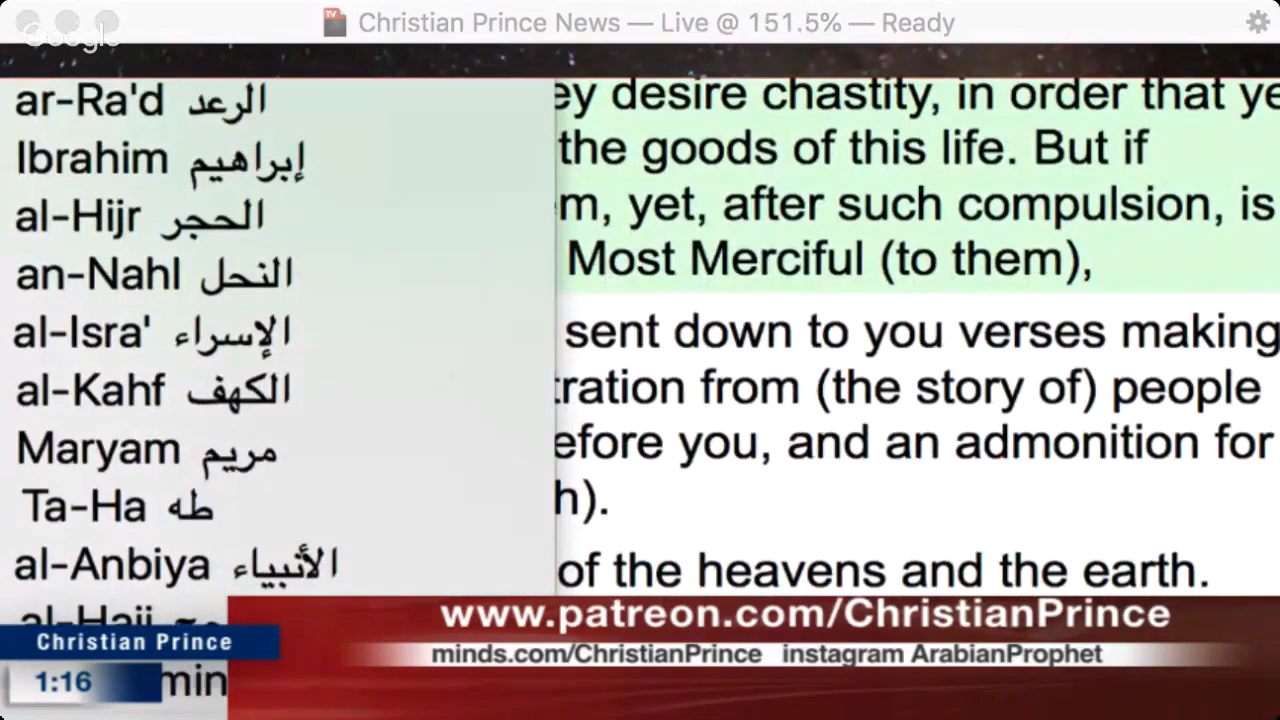 Christian Prince News — Live @ 151.5% — Ready
Google
ar-Ra'd الرعد
Ibrahim إبراهيم
al-Hijr الحجر
an-Nahl النحل
al-Isra' الإسراء
al-Kahf الكهف
Maryam مريم
Ta-Ha طه
al-Anbiya الأنبياء
al-Hajj
min
ey desire chastity, in order that ye
the goods of this life. But if
m, yet, after such compulsion, is
Most Merciful (to them),
sent down to you verses making
tration from (the story of) people
efore you, and an admonition for
h).
of the heavens and the earth.
www.patreon.com/ChristianPrince
minds.com/ChristianPrince instagram ArabianProphet
Christian Prince
1:16